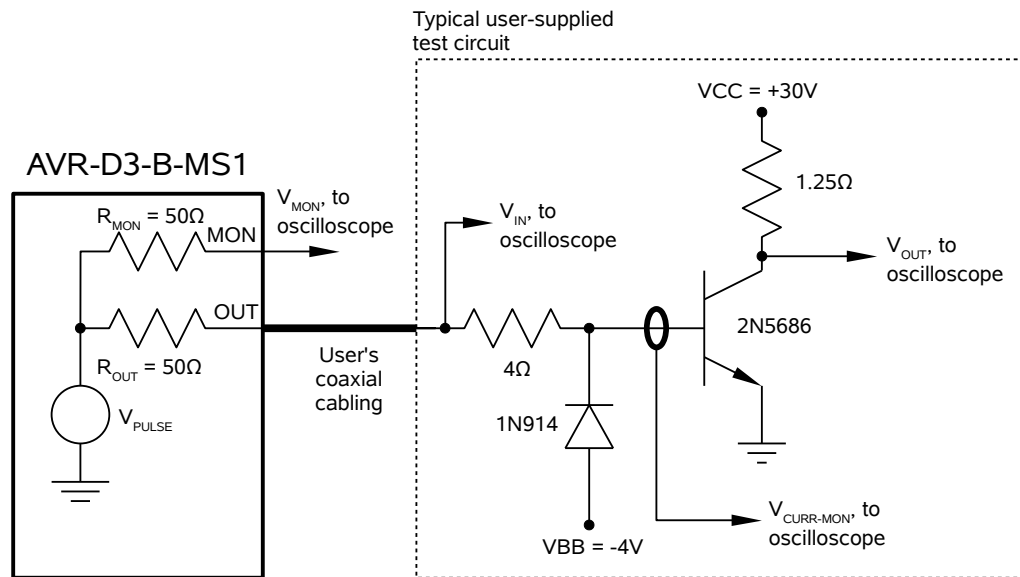 Typical user-supplied
test circuit
VCC = +30V
AVR-D3-B-MS1
1.25Ω
V_MON, to
oscilloscope
R_MON = 50Ω
MON
V_IN, to
oscilloscope
V_OUT, to
oscilloscope
OUT
2N5686
R_OUT = 50Ω
User's
coaxial
cabling
4Ω
V_PULSE
1N914
V_CURR-MON, to
oscilloscope
VBB = -4V